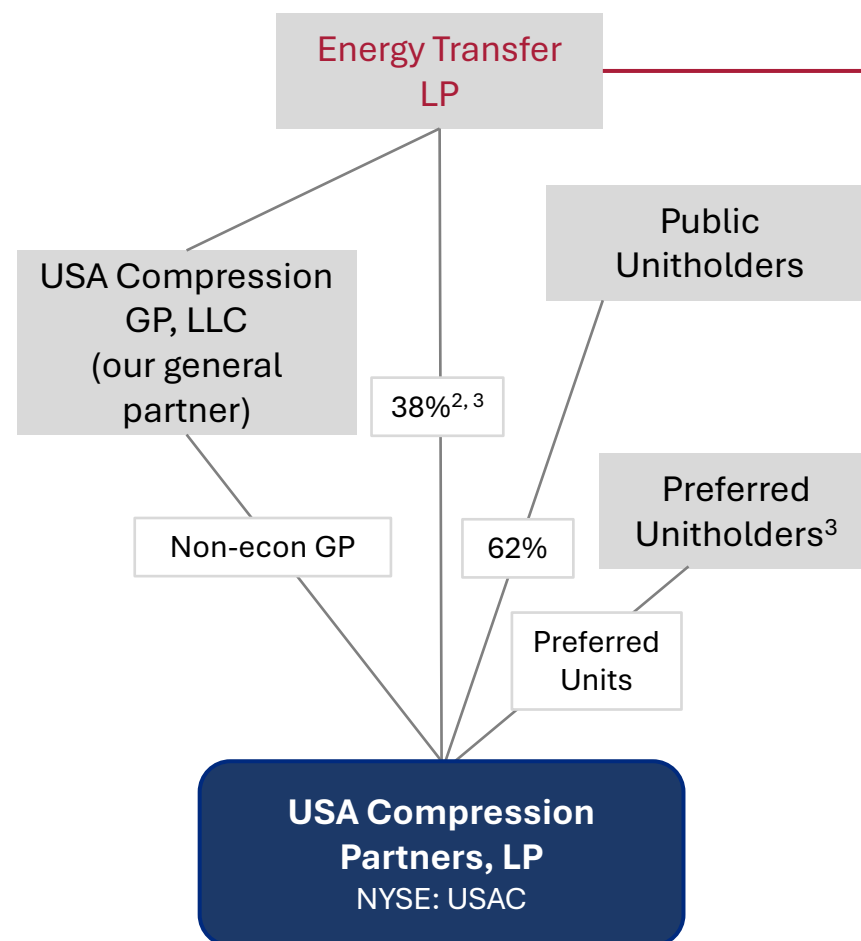 Energy Transfer
LP
Public
Unitholders
USA Compression
GP, LLC
(our general
partner)
38%2, 3
Preferred
Unitholders3
Non-econ GP
62%
Preferred
Units
USA Compression
Partners, LP
NYSE: USAC